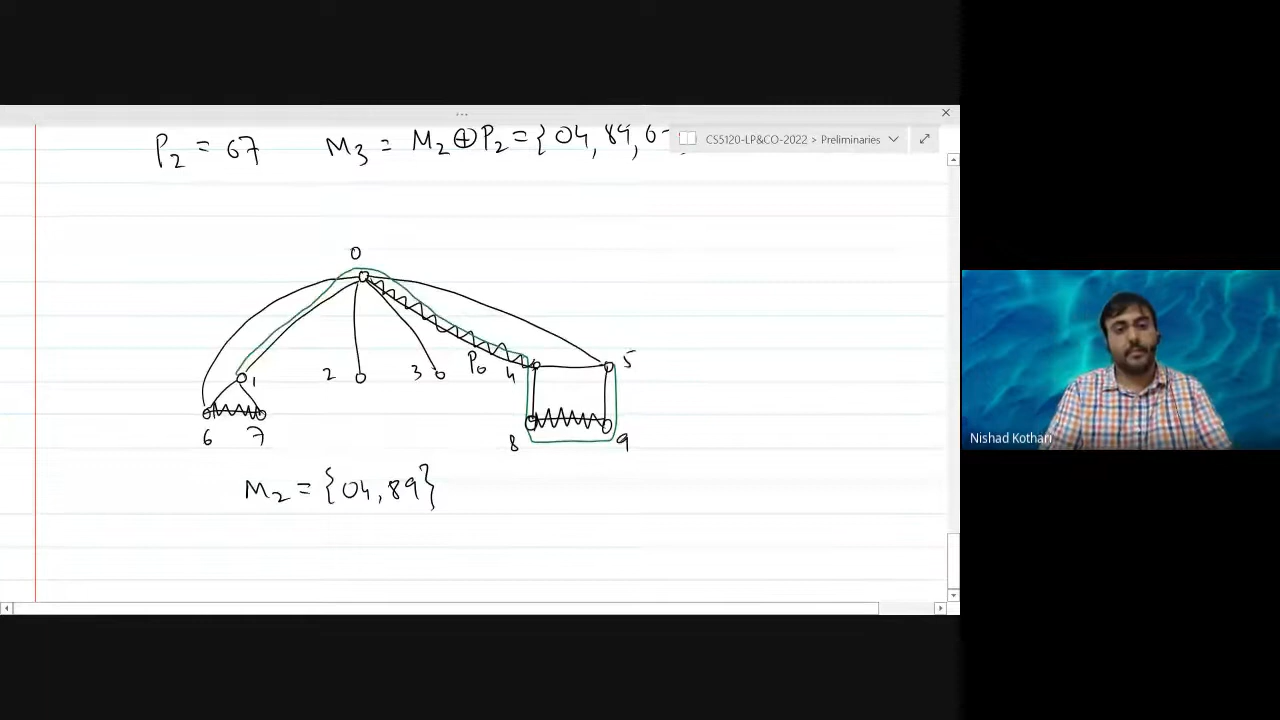 P₂ = 67 M₃ = M₂⊕P₂ = {04, 89, 6
CS5120-LP&CO-2022 > Preliminaries
0
1 2 3 P₀ 4 5
6 7 8 9
M₂ = {04, 89}
Nishad Kothari